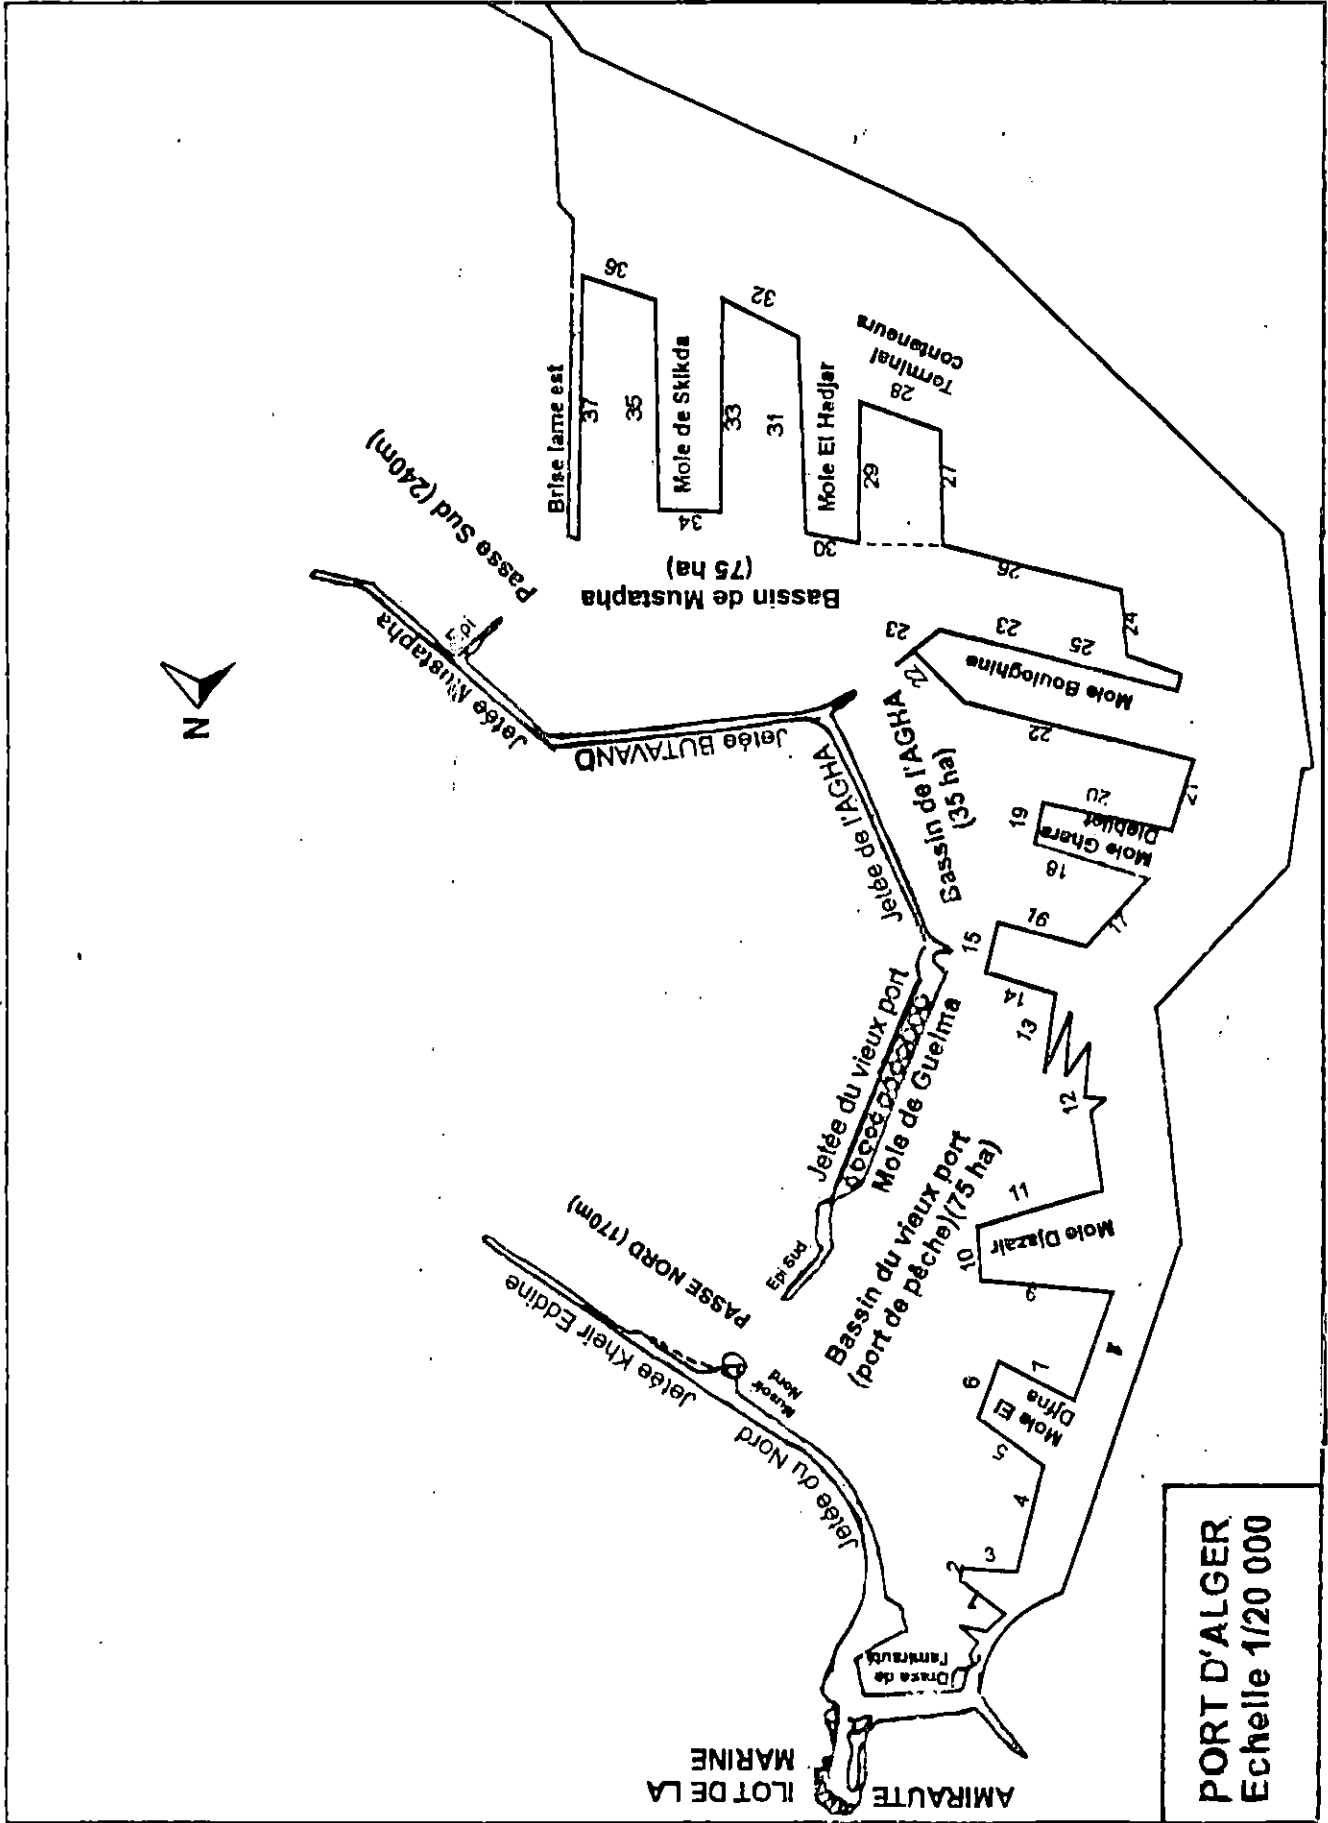 N
Passe Sud (240m)
Jetée Mustapha
Jetée BUTAVAND
Jetée de l'AGHA
Brise lame est
37
36
35
Mole de Skikda
34
33
32
31
Mole El Hadjar
30
29
28
Terminal
conteneurs
27
26
Bassin de Mustapha
(75 ha)
24
23
23
25
Mole Bouloghine
22
22
Bassin de l'AGHA
(35 ha)
21
20
19
Mole Ghara
Djebilet
18
17
16
15
14
13
12
Jetée du vieux port
Mole de Guelma
Bassin du vieux port
(port de pêche)(75 ha)
11
10
Mole Djazair
9
PASSE NORD (170m)
Epi Sud
Jetée Kheir Eddine
Musoir
Nord
Jetée du Nord
7
6
Mole El
Djfna
5
4
3
2
1
Darse de
l'amirauté
ILOT DE LA
MARINE
AMIRAUTE
PORT D'ALGER
Echelle 1/20 000